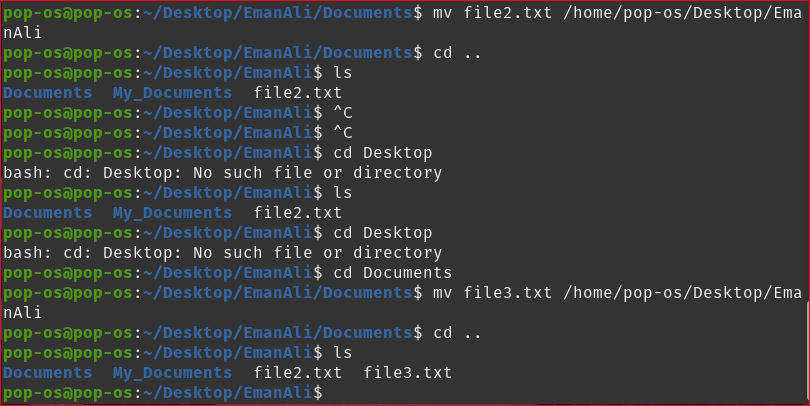 pop-os@pop-os:~/Desktop/EmanAli/Documents$ mv file2.txt /home/pop-os/Desktop/Ema
nAli
pop-os@pop-os:~/Desktop/EmanAli/Documents$ cd ..
pop-os@pop-os:~/Desktop/EmanAli$ ls
Documents  My_Documents  file2.txt
pop-os@pop-os:~/Desktop/EmanAli$ ^C
pop-os@pop-os:~/Desktop/EmanAli$ ^C
pop-os@pop-os:~/Desktop/EmanAli$ cd Desktop
bash: cd: Desktop: No such file or directory
pop-os@pop-os:~/Desktop/EmanAli$ ls
Documents  My_Documents  file2.txt
pop-os@pop-os:~/Desktop/EmanAli$ cd Desktop
bash: cd: Desktop: No such file or directory
pop-os@pop-os:~/Desktop/EmanAli$ cd Documents
pop-os@pop-os:~/Desktop/EmanAli/Documents$ mv file3.txt /home/pop-os/Desktop/Ema
nAli
pop-os@pop-os:~/Desktop/EmanAli/Documents$ cd ..
pop-os@pop-os:~/Desktop/EmanAli$ ls
Documents  My_Documents  file2.txt  file3.txt
pop-os@pop-os:~/Desktop/EmanAli$